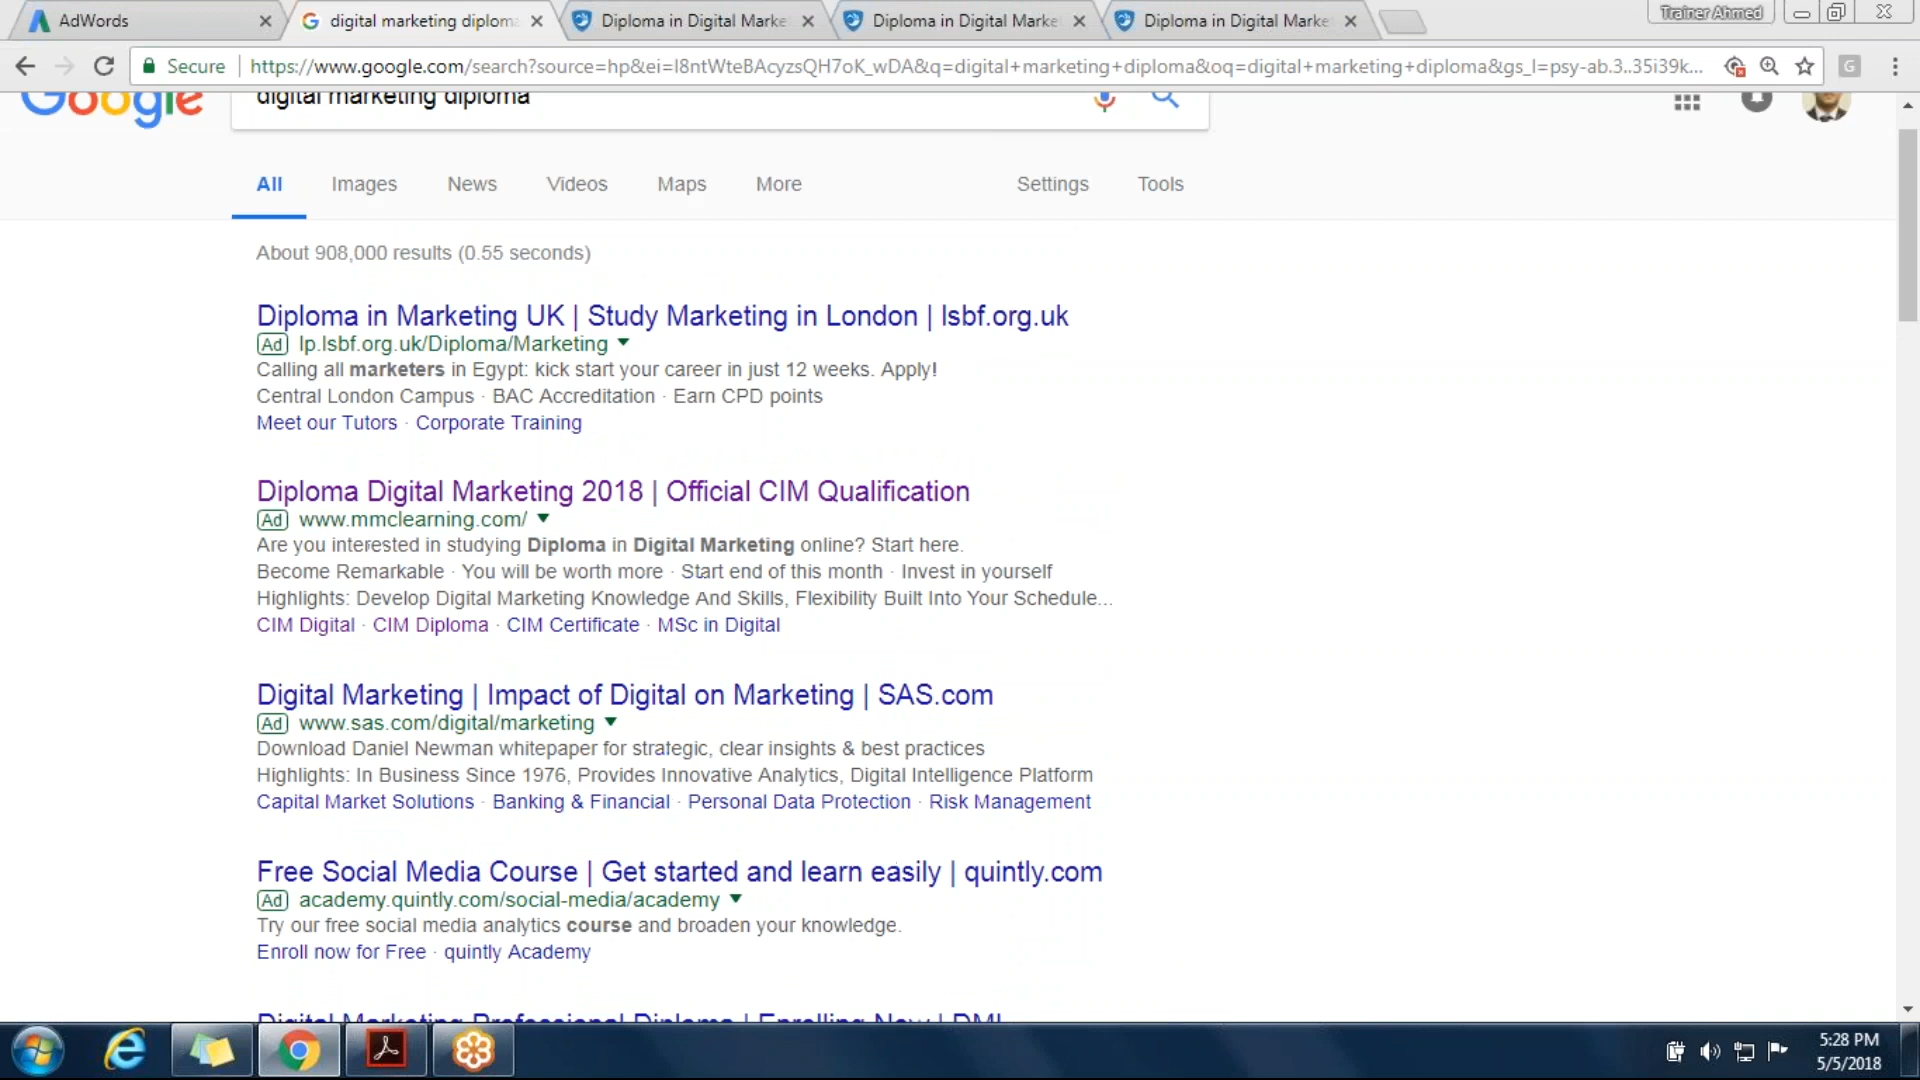 AdWords
digital marketing diploma
Diploma in Digital Marke
Diploma in Digital Marke
Diploma in Digital Marke
Trainer Ahmed
Secure
https://www.google.com/search?source=hp&ei=I8ntWteBAcyzsQH7oK_wDA&q=digital+marketing+diploma&oq=digital+marketing+diploma&gs_l=psy-ab.3..35i39k...
G
Google
digital marketing diploma
All Images News Videos Maps More Settings Tools
About 908,000 results (0.55 seconds)
Diploma in Marketing UK | Study Marketing in London | lsbf.org.uk
Ad lp.lsbf.org.uk/Diploma/Marketing
Calling all marketers in Egypt: kick start your career in just 12 weeks. Apply!
Central London Campus · BAC Accreditation · Earn CPD points
Meet our Tutors · Corporate Training
Diploma Digital Marketing 2018 | Official CIM Qualification
Ad www.mmclearning.com/
Are you interested in studying Diploma in Digital Marketing online? Start here.
Become Remarkable · You will be worth more · Start end of this month · Invest in yourself
Highlights: Develop Digital Marketing Knowledge And Skills, Flexibility Built Into Your Schedule...
CIM Digital · CIM Diploma · CIM Certificate · MSc in Digital
Digital Marketing | Impact of Digital on Marketing | SAS.com
Ad www.sas.com/digital/marketing
Download Daniel Newman whitepaper for strategic, clear insights & best practices
Highlights: In Business Since 1976, Provides Innovative Analytics, Digital Intelligence Platform
Capital Market Solutions · Banking & Financial · Personal Data Protection · Risk Management
Free Social Media Course | Get started and learn easily | quintly.com
Ad academy.quintly.com/social-media/academy
Try our free social media analytics course and broaden your knowledge.
Enroll now for Free · quintly Academy
Digital Marketing Professional Diploma | Enrolling Now | DMI
5:28 PM
5/5/2018